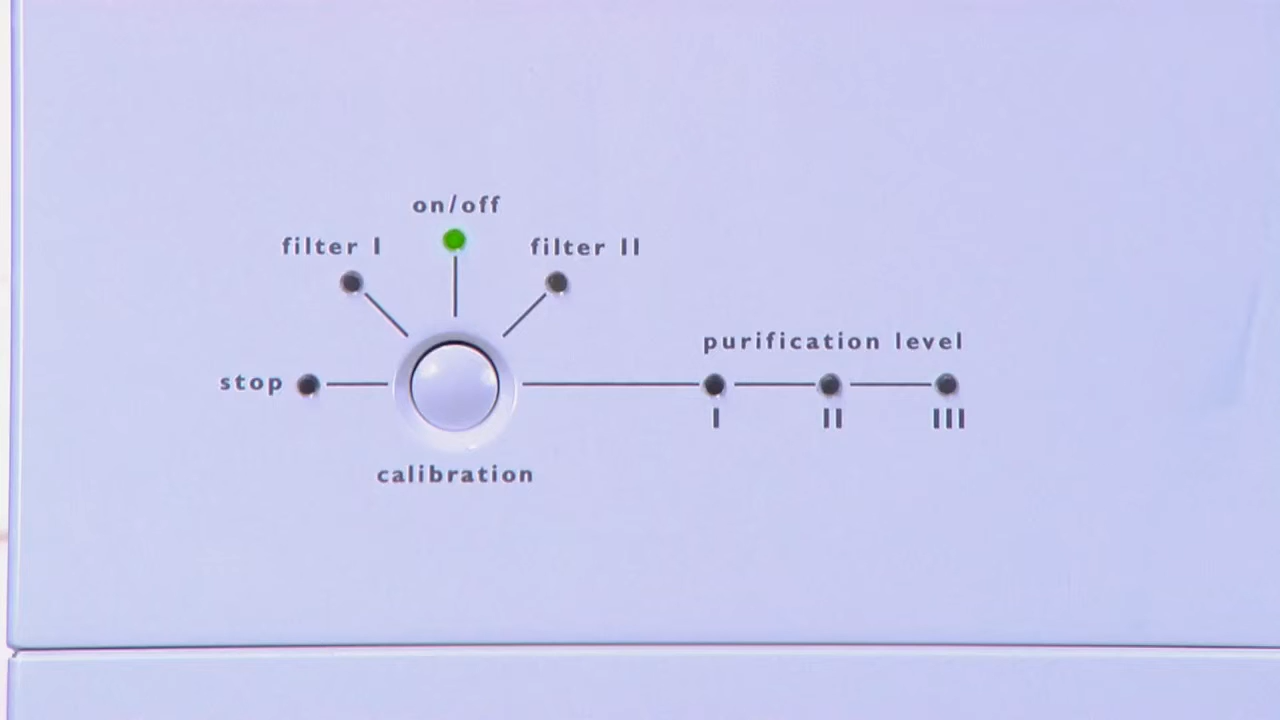 on/off
filter I
filter II
purification level
stop
I
II
III
calibration